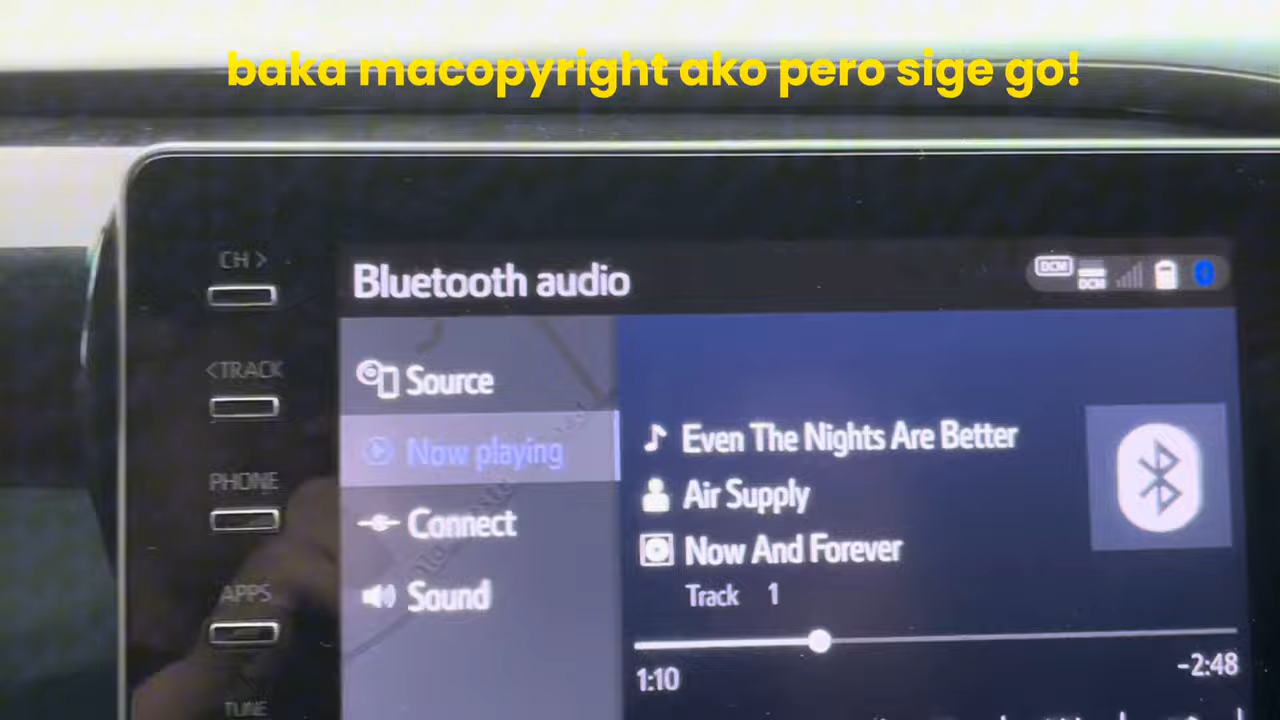 baka macopyright ako pero sige go!
CH >
Bluetooth audio
DCM
DCM
<TRACK
Source
Now playing
Even The Nights Are Better
PHONE
Air Supply
Connect
Now And Forever
Track 1
APPS
Sound
1:10
-2:48
TUNE